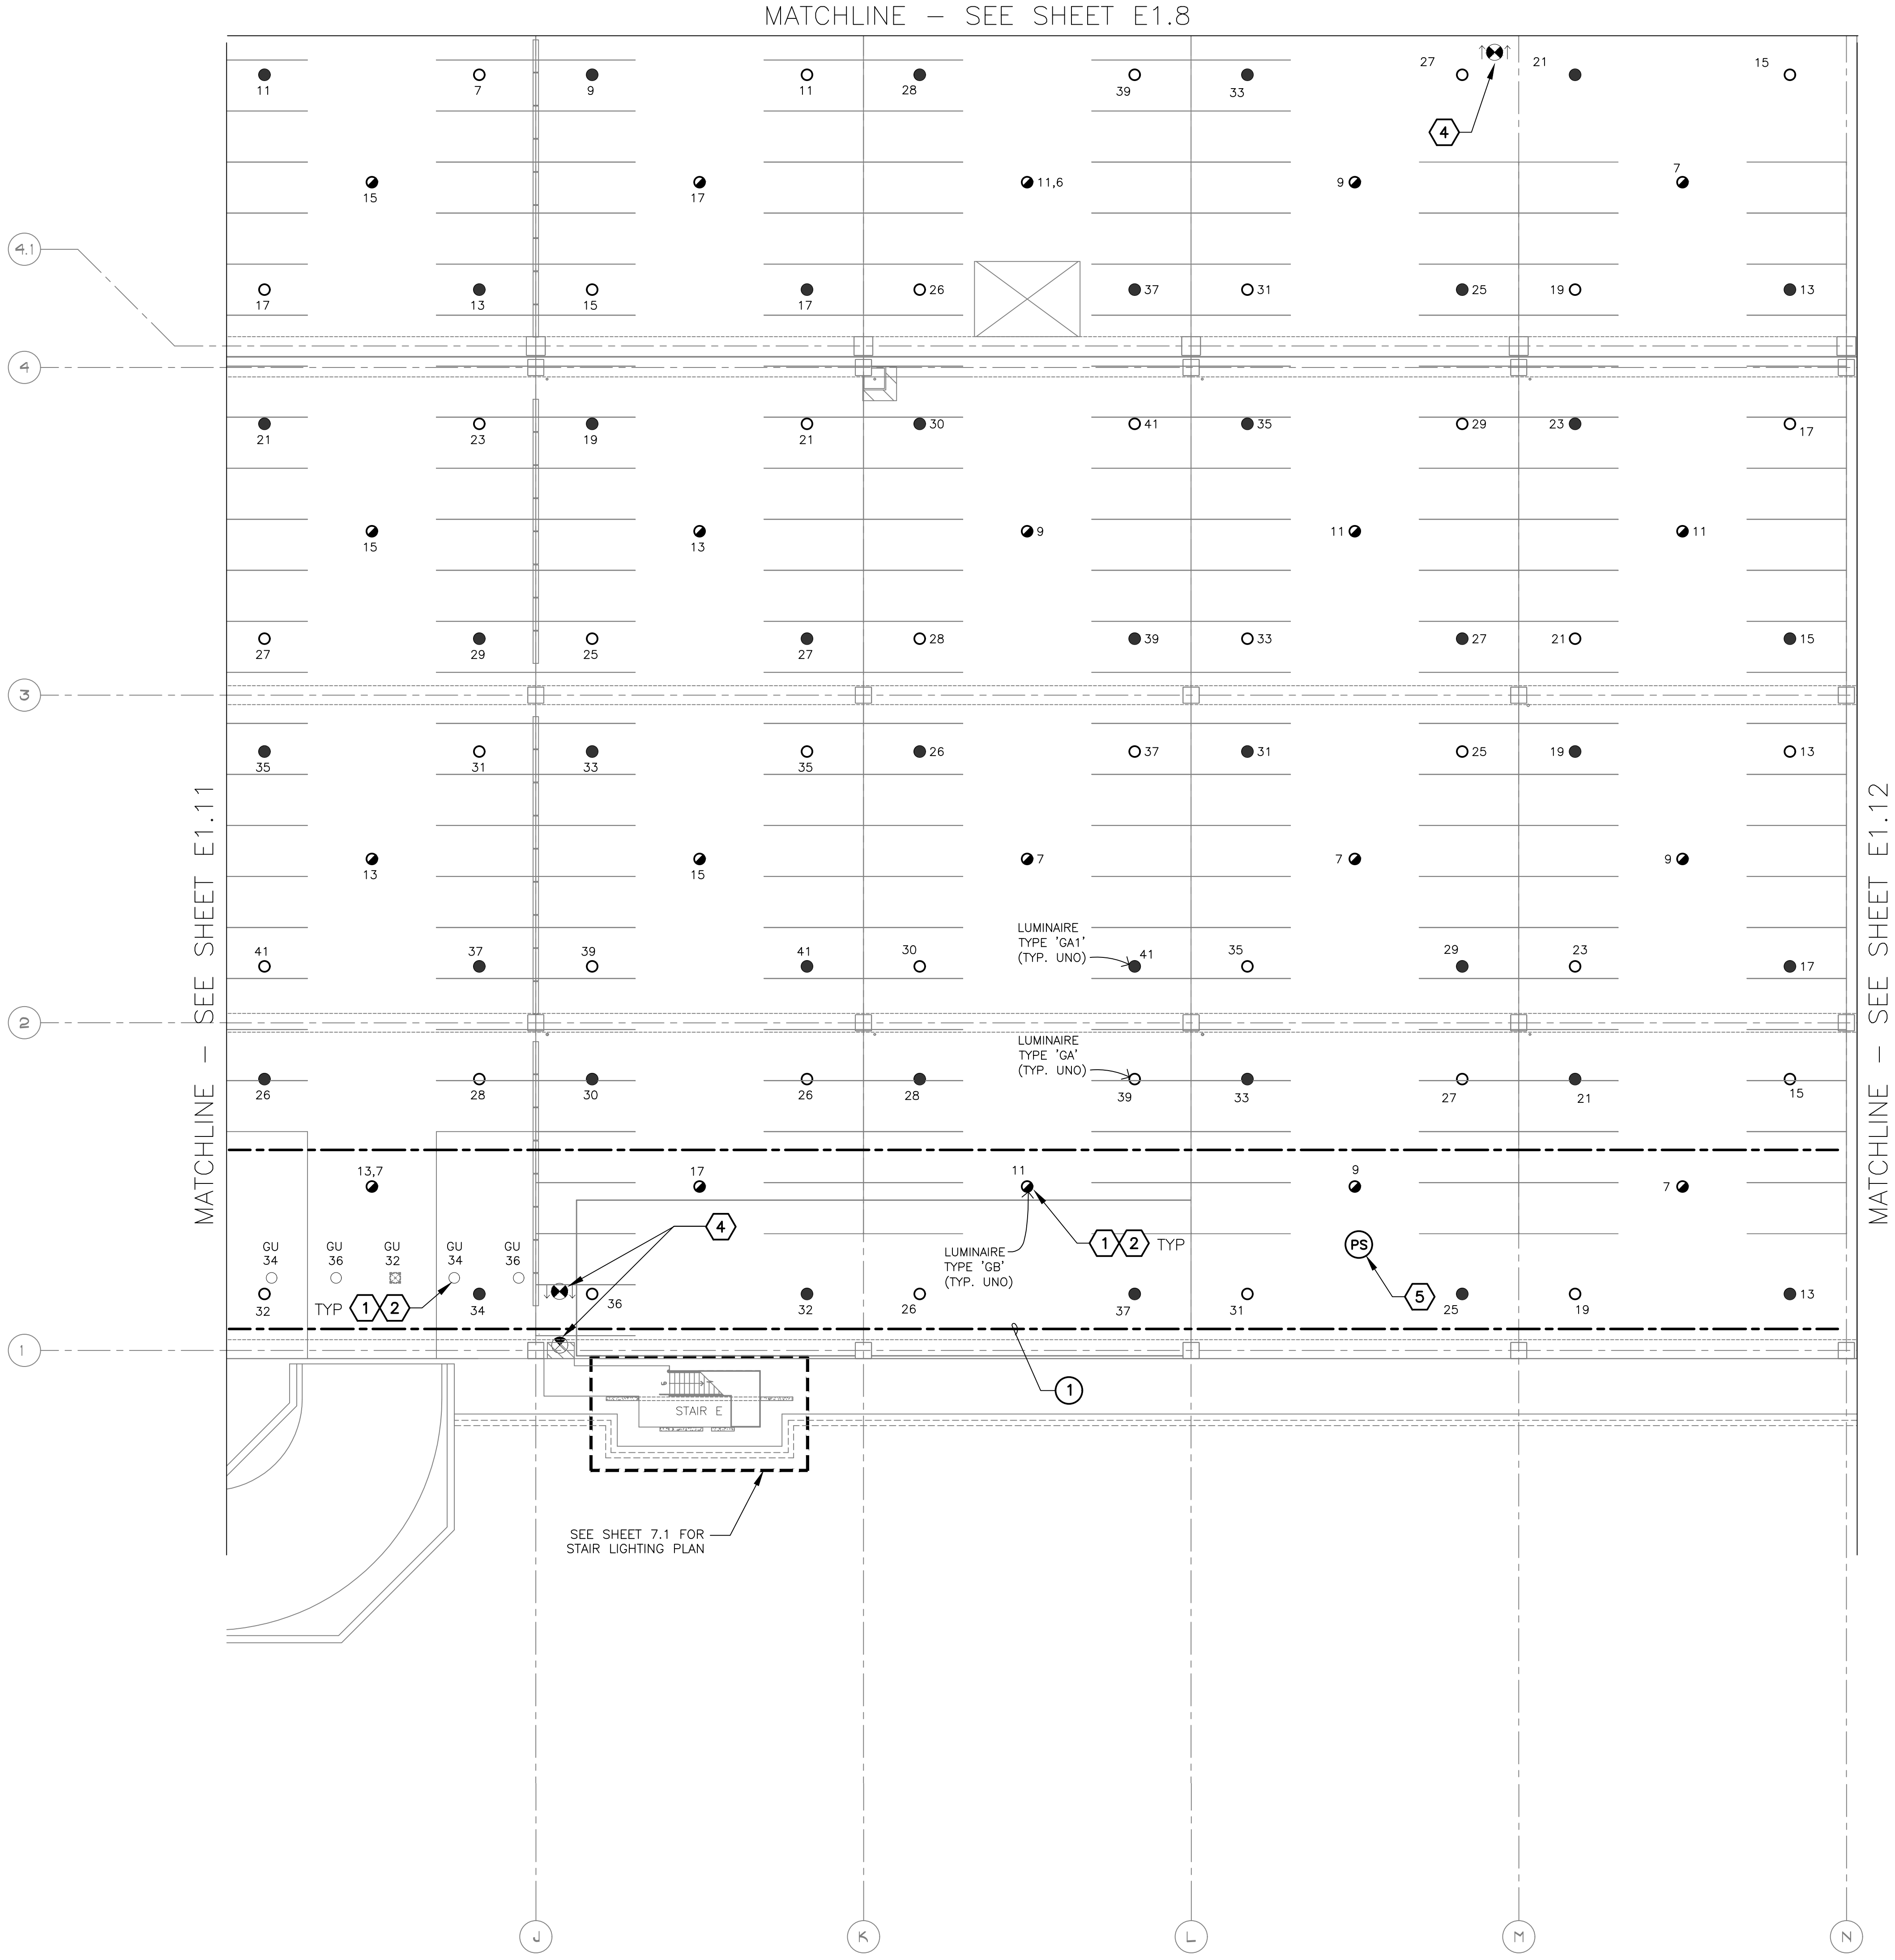 MATCHLINE – SEE SHEET E1.8
27 21 15
11 7 9 11 28 39 33
4
15 17 11,6 9 7
4.1
17 13 15 17 26 37 31 25 19 13
4
21 23 19 21 30 41 35 29 23 17
15 13 9 11 11
27 29 25 27 28 39 33 27 21 15
3
35 31 33 35 26 37 31 25 19 13
MATCHLINE – SEE SHEET E1.11
MATCHLINE – SEE SHEET E1.12
13 15 7 7 9
LUMINAIRE
TYPE 'GA1'
(TYP. UNO)
41 37 39 41 30 41 35 29 23 17
2
LUMINAIRE
TYPE 'GA'
(TYP. UNO)
26 28 30 26 28 39 33 27 21 15
13,7 17 11 9 7
4
1 2 TYP
PS
GU GU GU GU GU
34 36 32 34 36
LUMINAIRE
TYPE 'GB'
(TYP. UNO)
5
TYP 1 2
32 34 36 32 26 37 31 25 19 13
1
1
STAIR E
SEE SHEET 7.1 FOR
STAIR LIGHTING PLAN
J K L M N